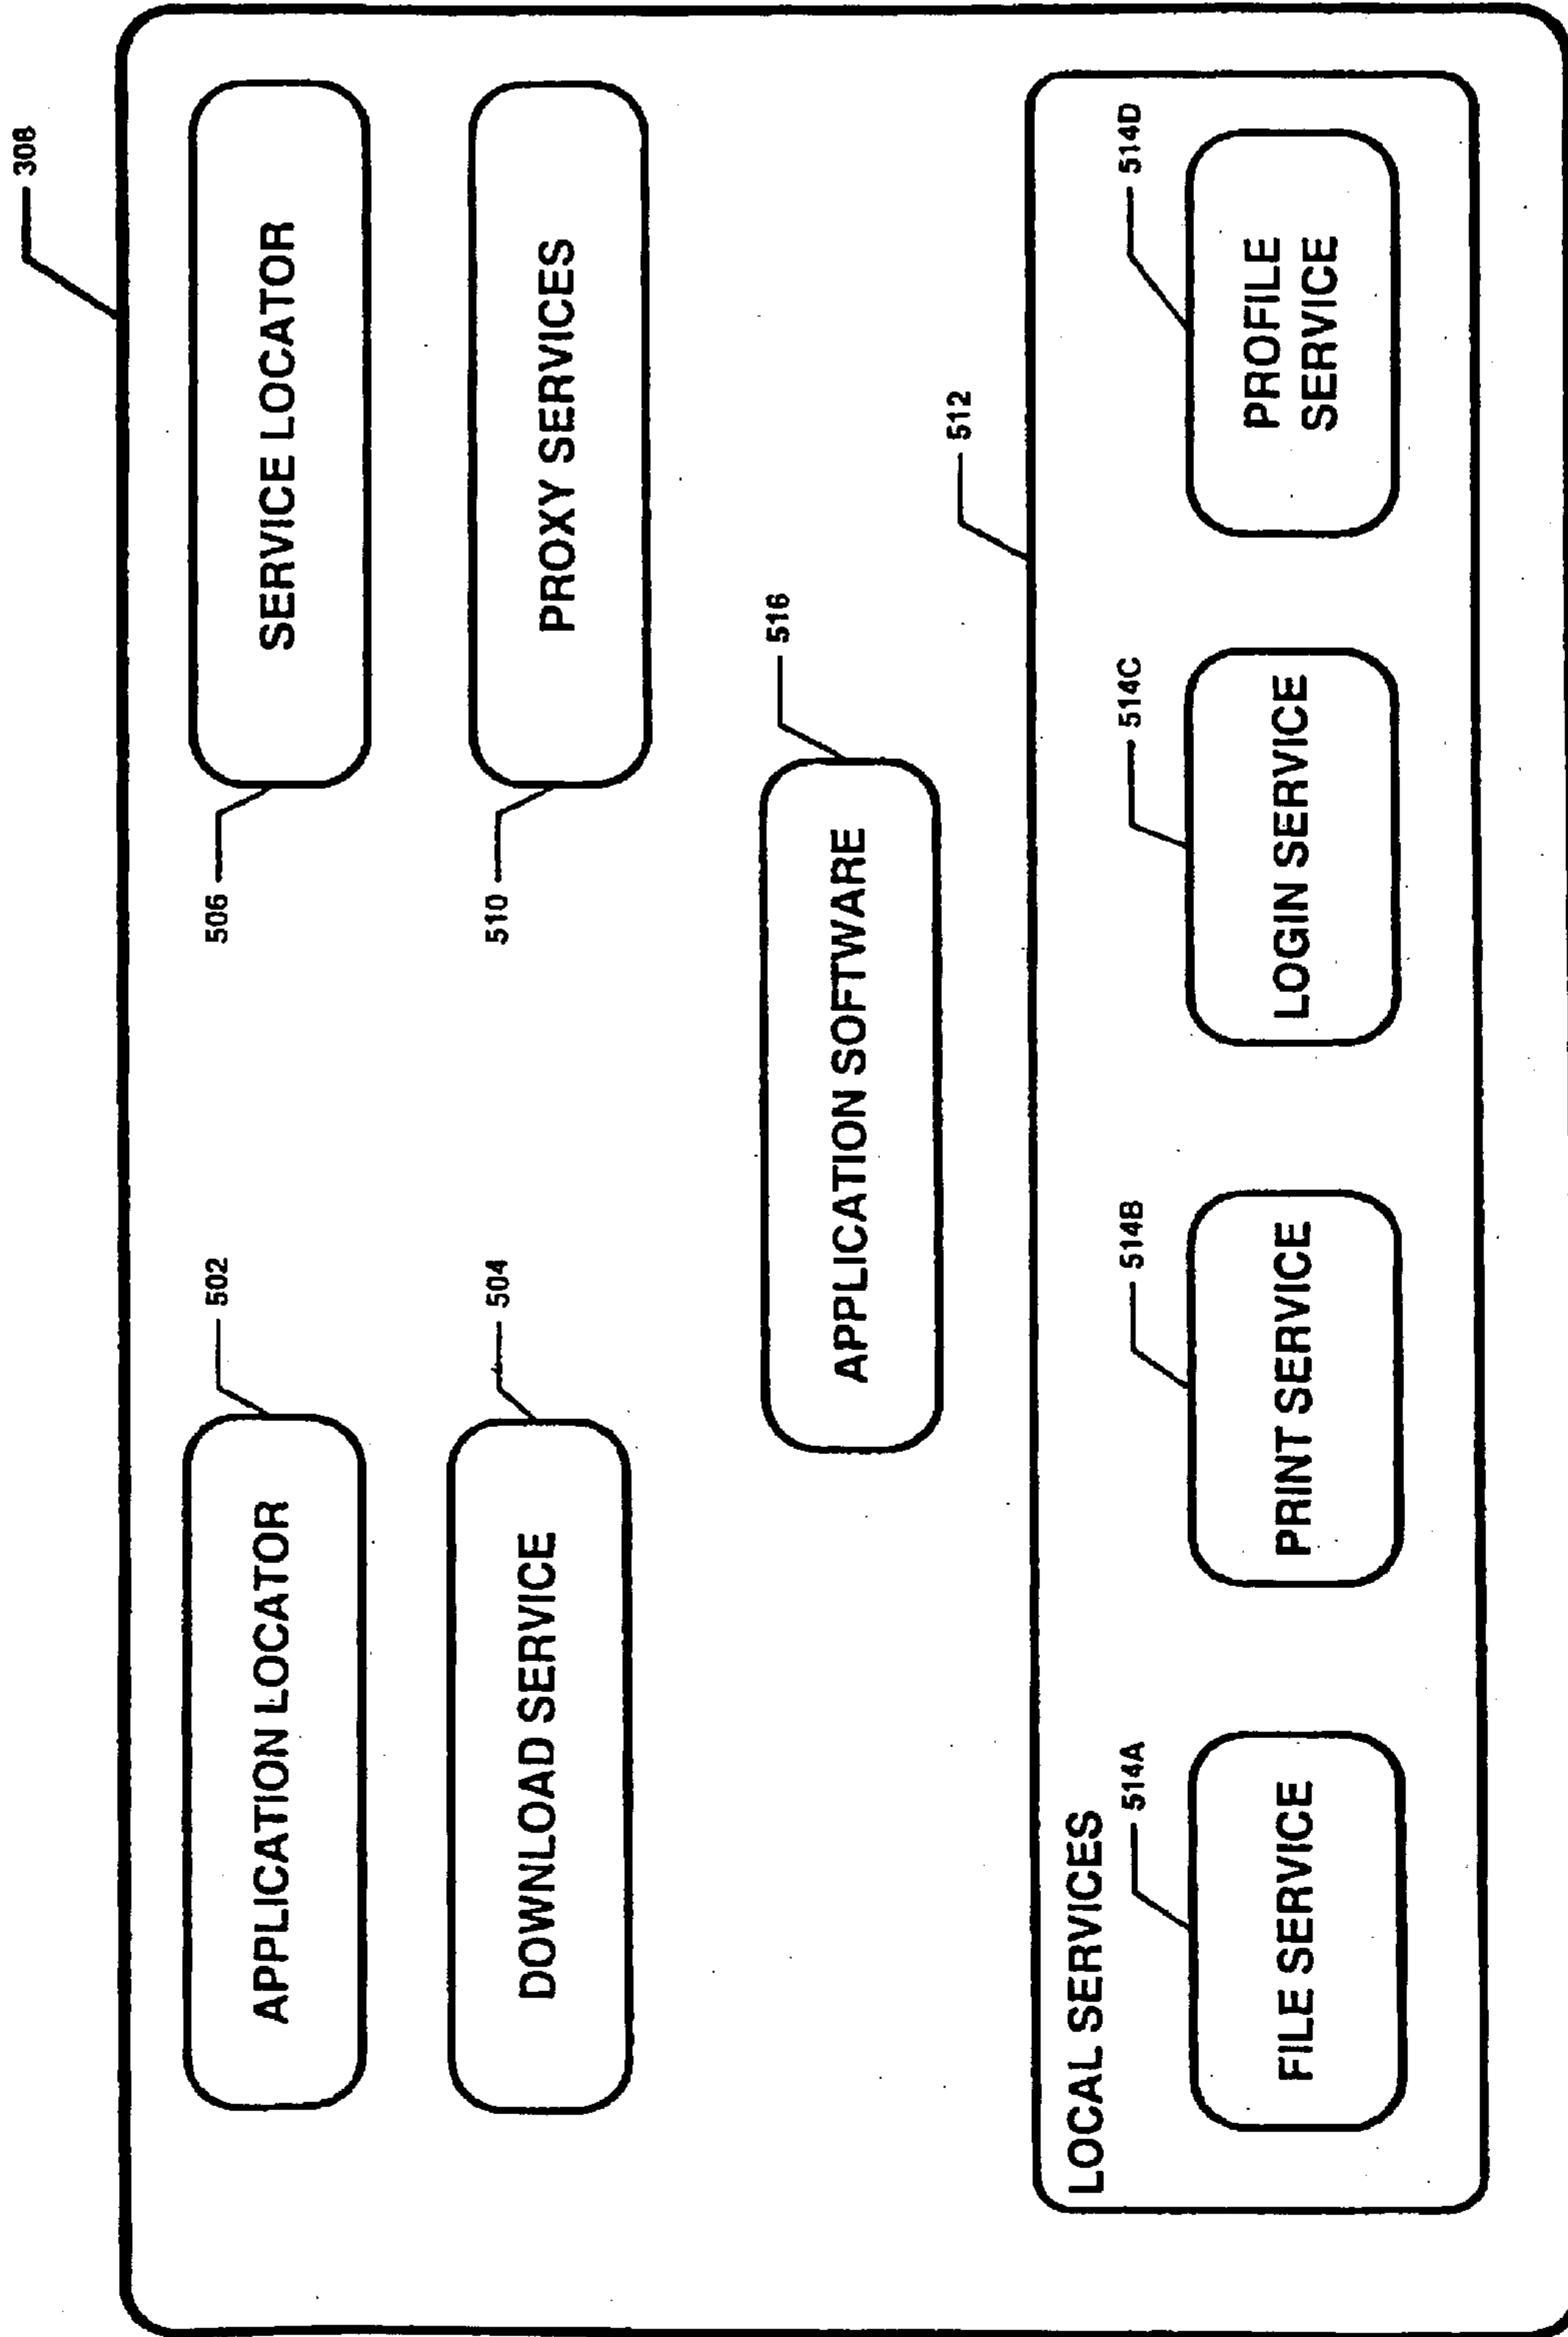 308
APPLICATION LOCATOR
502
506
SERVICE LOCATOR
DOWNLOAD SERVICE
504
510
PROXY SERVICES
APPLICATION SOFTWARE
516
512
LOCAL SERVICES
514A
514B
514C
514D
FILE SERVICE
PRINT SERVICE
LOGIN SERVICE
PROFILE
SERVICE